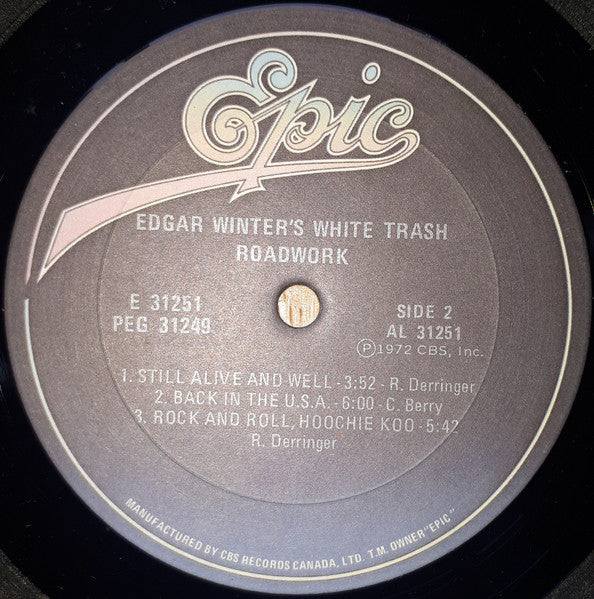 Epic
EDGAR WINTER'S WHITE TRASH
ROADWORK
E 31251
PEG 31249
SIDE 2
AL 31251
Ⓟ1972 CBS, Inc.
1. STILL ALIVE AND WELL - 3:52 - R. Derringer
2. BACK IN THE U.S.A. - 6:00 - C. Berry
3. ROCK AND ROLL, HOOCHIE KOO - 5:42
R. Derringer
MANUFACTURED BY CBS RECORDS CANADA, LTD. T.M. OWNER "EPIC"